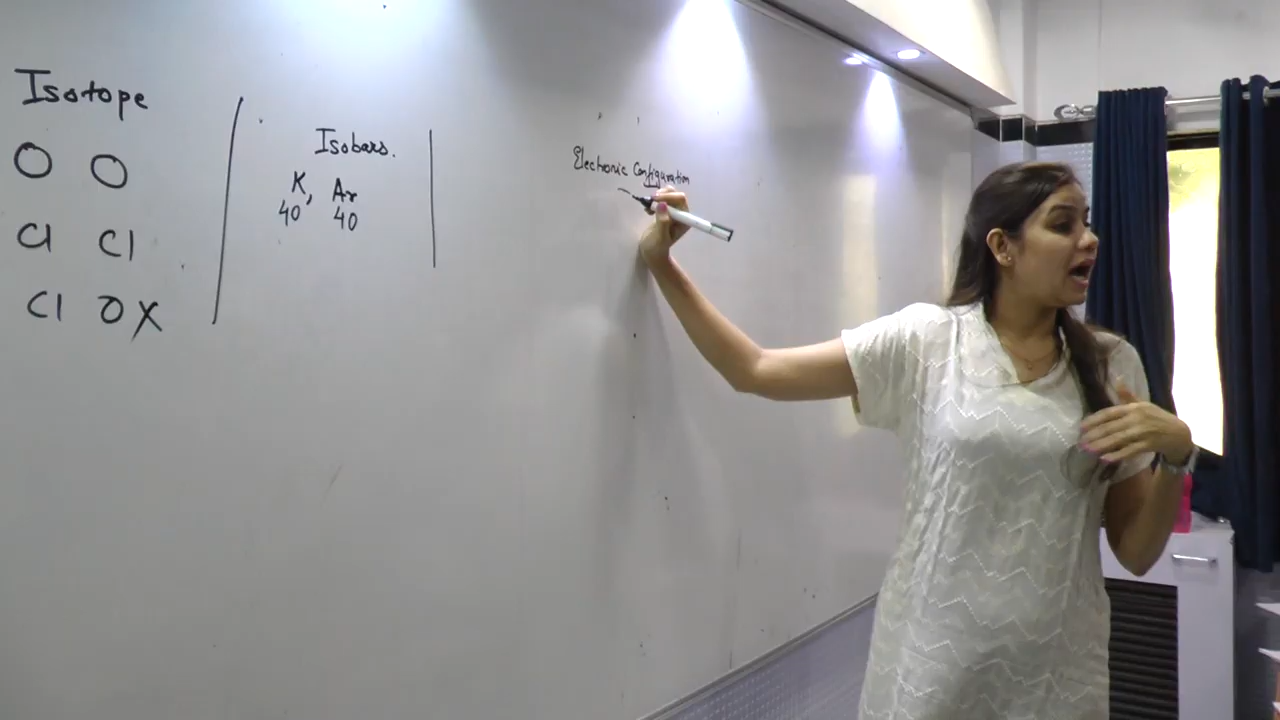 Isotope
O O
Cl Cl
Cl O X
Isobars.
K, Ar
40 40
Electronic Configuration